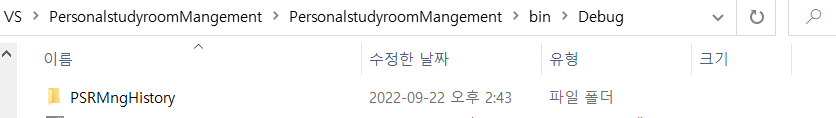 VS > PersonalstudyroomMangement > PersonalstudyroomMangement > bin > Debug
이름 수정한 날짜 유형 크기
PSRMngHistory 2022-09-22 오후 2:43 파일 폴더